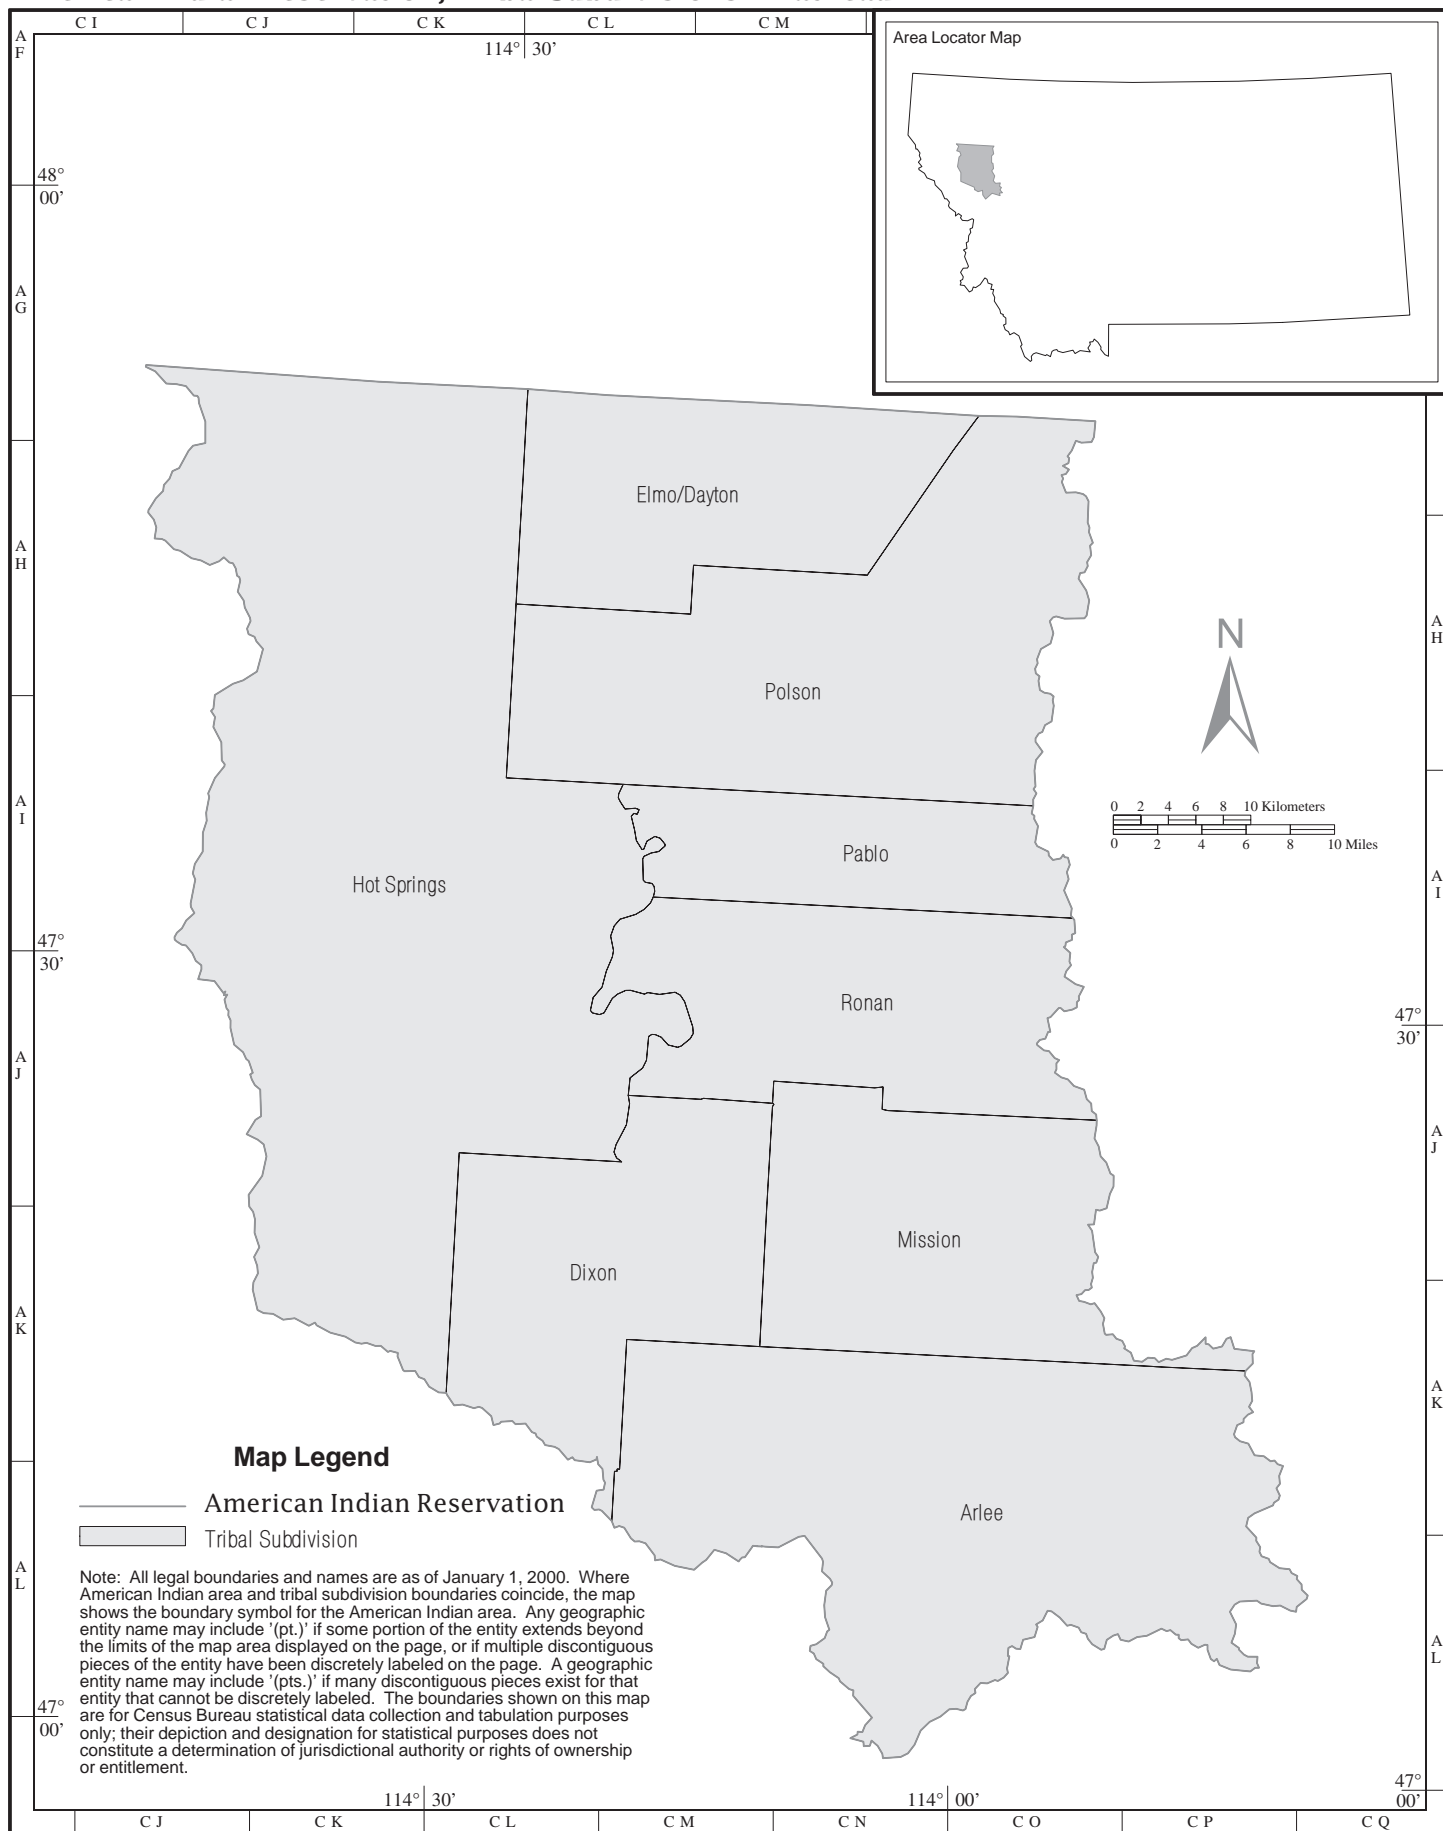 C I C J C K C L C M
Area Locator Map
A
F
114° 30'
48°
00'
A
G
Elmo/Dayton
A
H
A
H
N
Polson
A
I
0 2 4 6 8 10 Kilometers
0 2 4 6 8 10 Miles
Pablo
Hot Springs
A
I
47°
30'
Ronan
47°
30'
A
J
A
J
Mission
Dixon
A
K
A
K
Map Legend
American Indian Reservation
Arlee
Tribal Subdivision
A
L
Note: All legal boundaries and names are as of January 1, 2000. Where
American Indian area and tribal subdivision boundaries coincide, the map
shows the boundary symbol for the American Indian area. Any geographic
entity name may include '(pt.)' if some portion of the entity extends beyond
the limits of the map area displayed on the page, or if multiple discontiguous
pieces of the entity have been discretely labeled on the page. A geographic
entity name may include '(pts.)' if many discontiguous pieces exist for that
entity that cannot be discretely labeled. The boundaries shown on this map
are for Census Bureau statistical data collection and tabulation purposes
only; their depiction and designation for statistical purposes does not
constitute a determination of jurisdictional authority or rights of ownership
or entitlement.
A
L
47°
00'
47°
00'
114° 30' 114° 00'
C J C K C L C M C N C O C P C Q